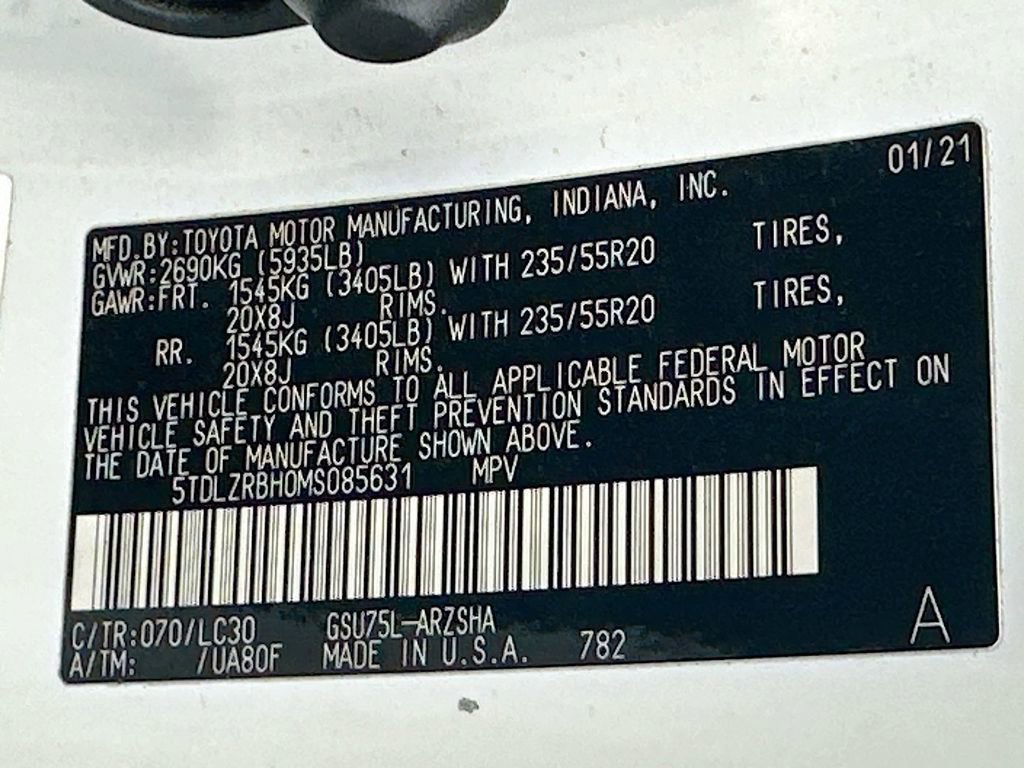 01/21
MFD.BY:TOYOTA MOTOR MANUFACTURING, INDIANA, INC.
GVWR:2690KG (5935LB)
GAWR:FRT. 1545KG (3405LB) WITH 235/55R20 TIRES,
20X8J RIMS.
RR. 1545KG (3405LB) WITH 235/55R20 TIRES,
20X8J RIMS.
THIS VEHICLE CONFORMS TO ALL APPLICABLE FEDERAL MOTOR
VEHICLE SAFETY AND THEFT PREVENTION STANDARDS IN EFFECT ON
THE DATE OF MANUFACTURE SHOWN ABOVE.
5TDLZRBH0MS085631 MPV
C/TR:070/LC30 GSU75L-ARZSHA
A/TM: /UA80F MADE IN U.S.A. 782
A